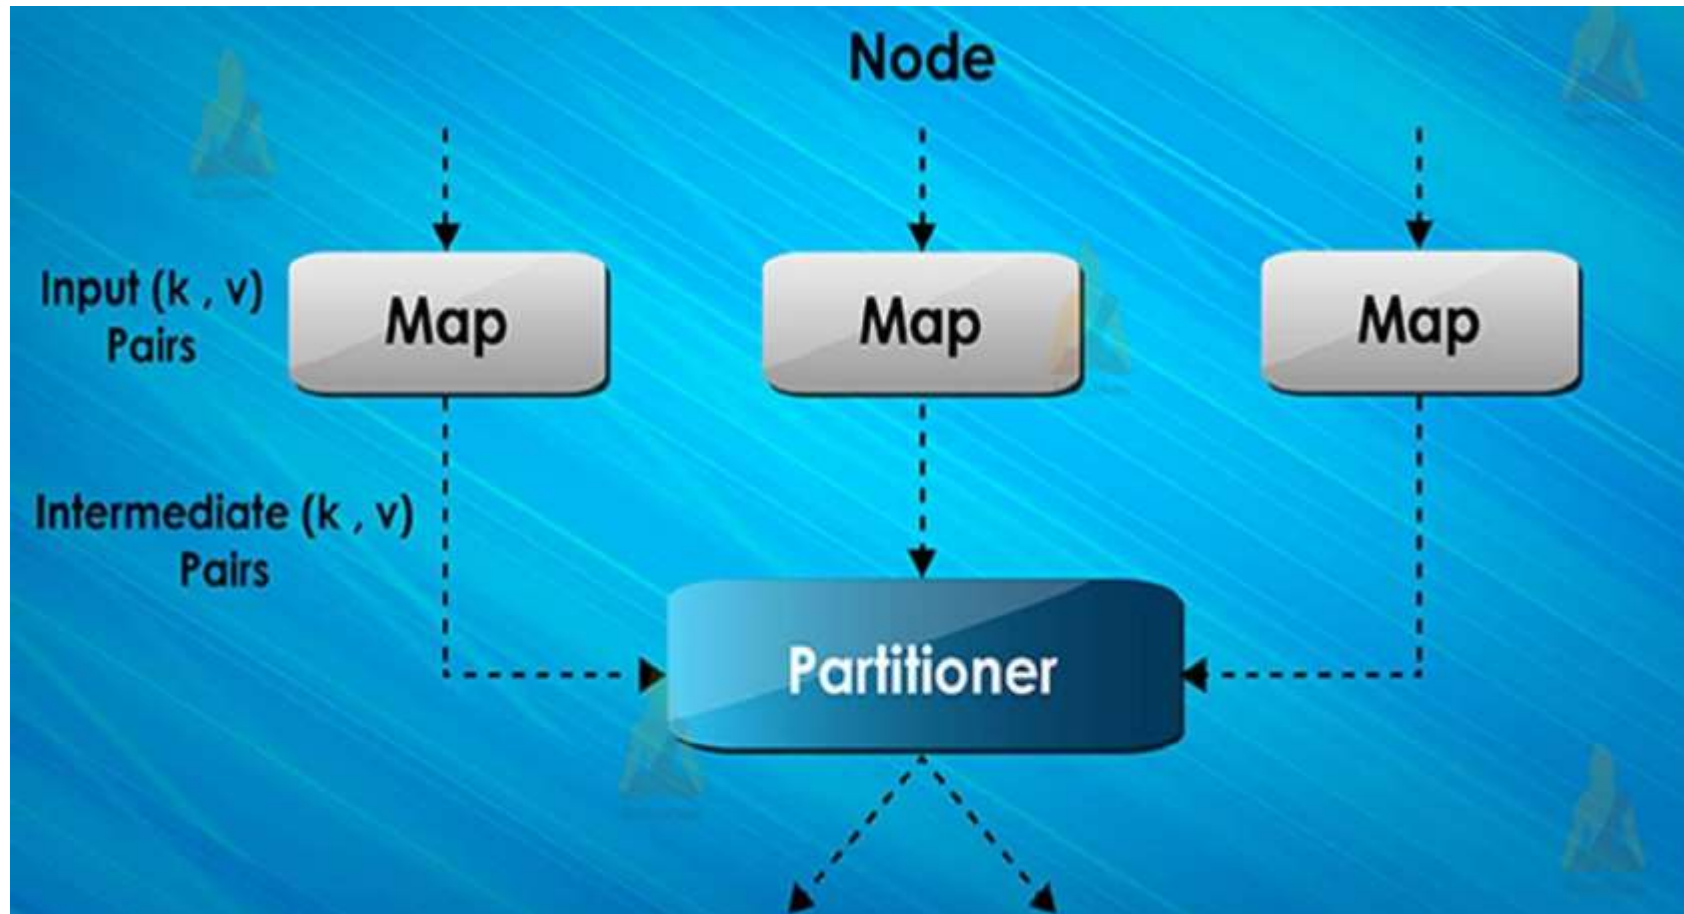 Node
Input (k , v)
Pairs
Map
Map
Map
Intermediate (k , v)
Pairs
Partitioner